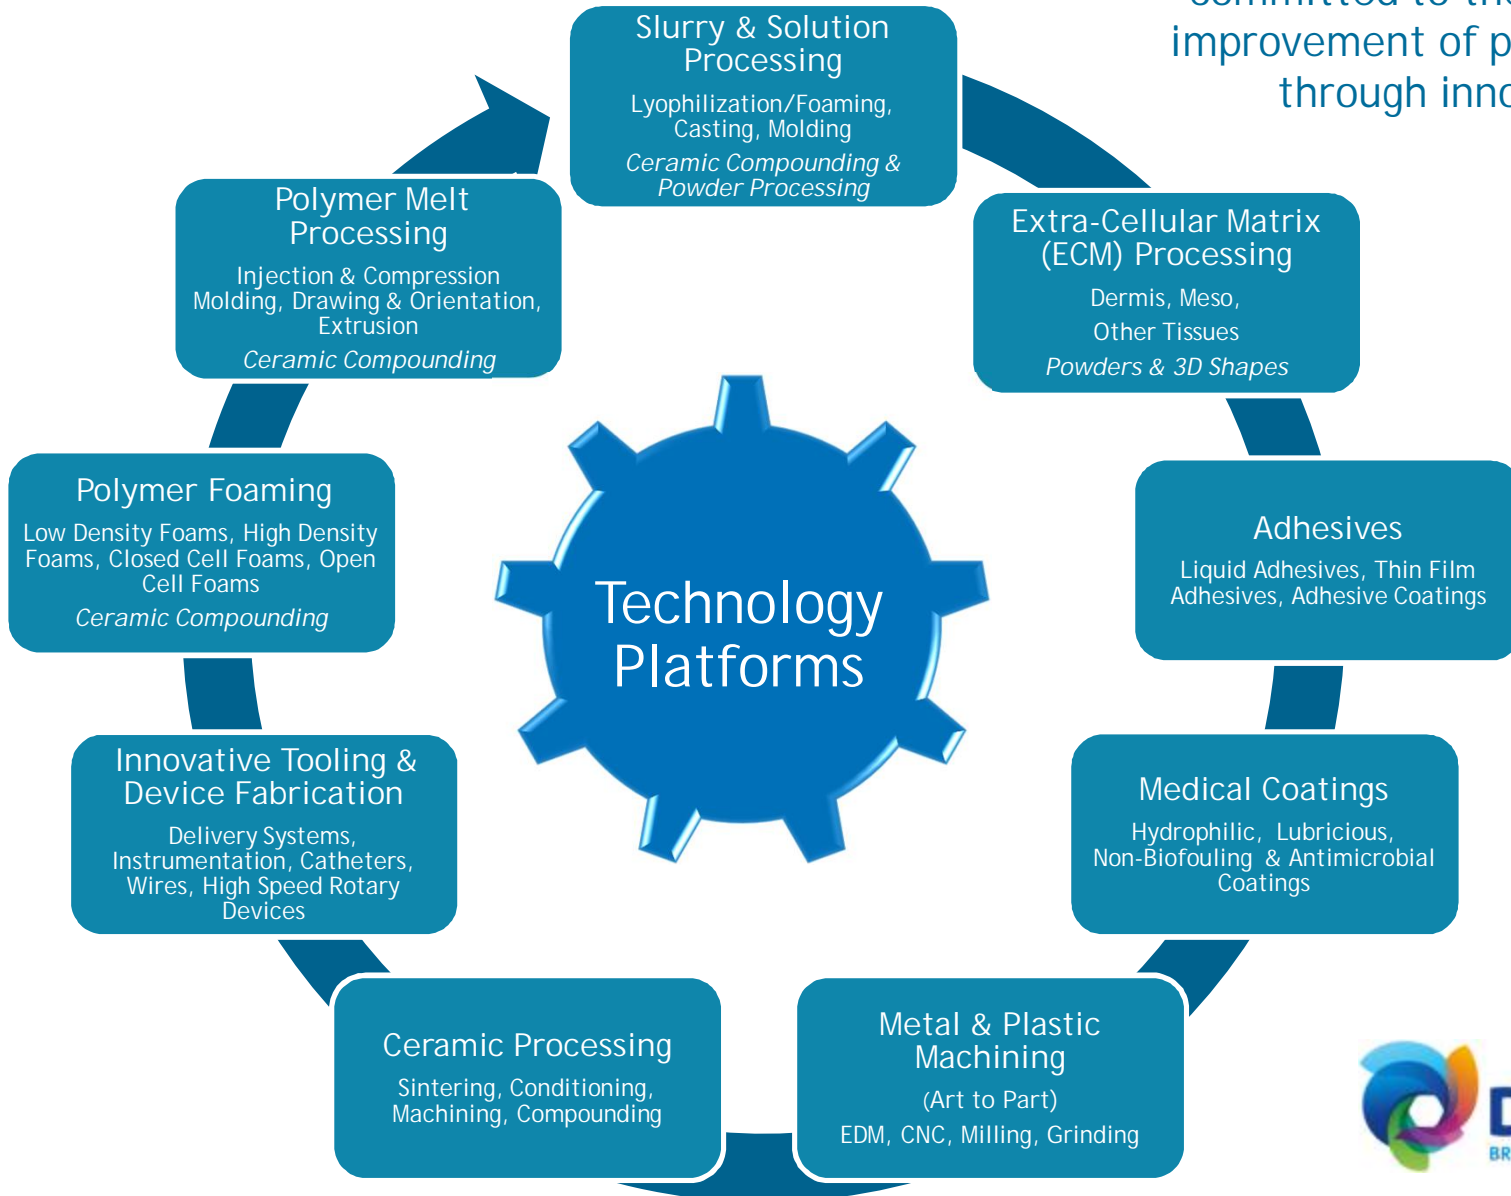 committed to the
improvement of p
through inno
Slurry & Solution
Processing
Lyophilization/Foaming,
Casting, Molding
Ceramic Compounding &
Powder Processing
Extra-Cellular Matrix
(ECM) Processing
Dermis, Meso,
Other Tissues
Powders & 3D Shapes
Adhesives
Liquid Adhesives, Thin Film
Adhesives, Adhesive Coatings
Medical Coatings
Hydrophilic, Lubricious,
Non-Biofouling & Antimicrobial
Coatings
Metal & Plastic
Machining
(Art to Part)
EDM, CNC, Milling, Grinding
Ceramic Processing
Sintering, Conditioning,
Machining, Compounding
Innovative Tooling &
Device Fabrication
Delivery Systems,
Instrumentation, Catheters,
Wires, High Speed Rotary
Devices
Polymer Foaming
Low Density Foams, High Density
Foams, Closed Cell Foams, Open
Cell Foams
Ceramic Compounding
Polymer Melt
Processing
Injection & Compression
Molding, Drawing & Orientation,
Extrusion
Ceramic Compounding
Technology
Platforms
D
BR